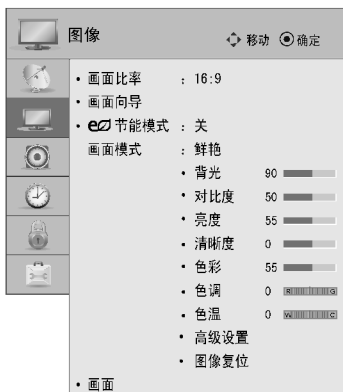 图像 移动 确定
• 画面比率 : 16:9
• 画面向导
• 节能模式 : 关
画面模式 : 鲜艳
• 背光 90
• 对比度 50
• 亮度 55
• 清晰度 0
• 色彩 55
• 色调 0 R G
• 色温 0 W C
• 高级设置
• 图像复位
• 画面